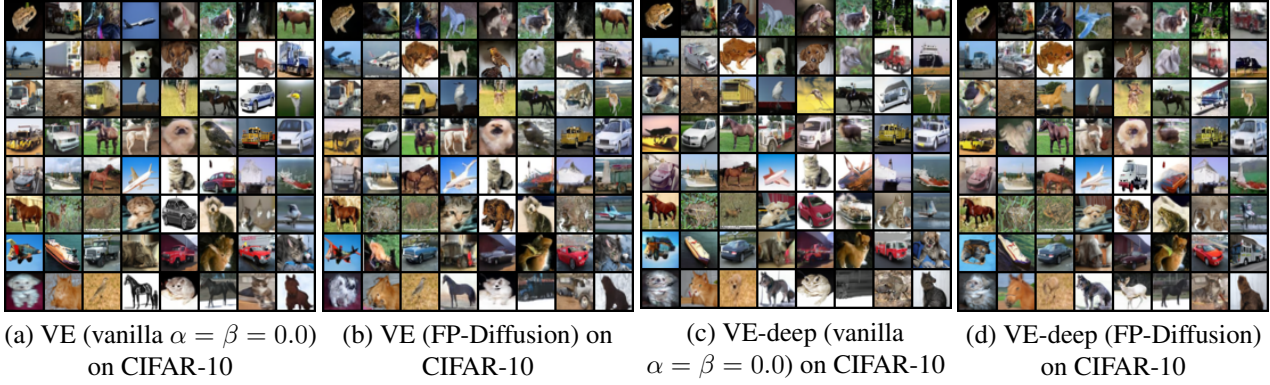 (a) VE (vanilla α = β = 0.0)
on CIFAR-10
(b) VE (FP-Diffusion) on
CIFAR-10
(c) VE-deep (vanilla
α = β = 0.0) on CIFAR-10
(d) VE-deep (FP-Diffusion)
on CIFAR-10